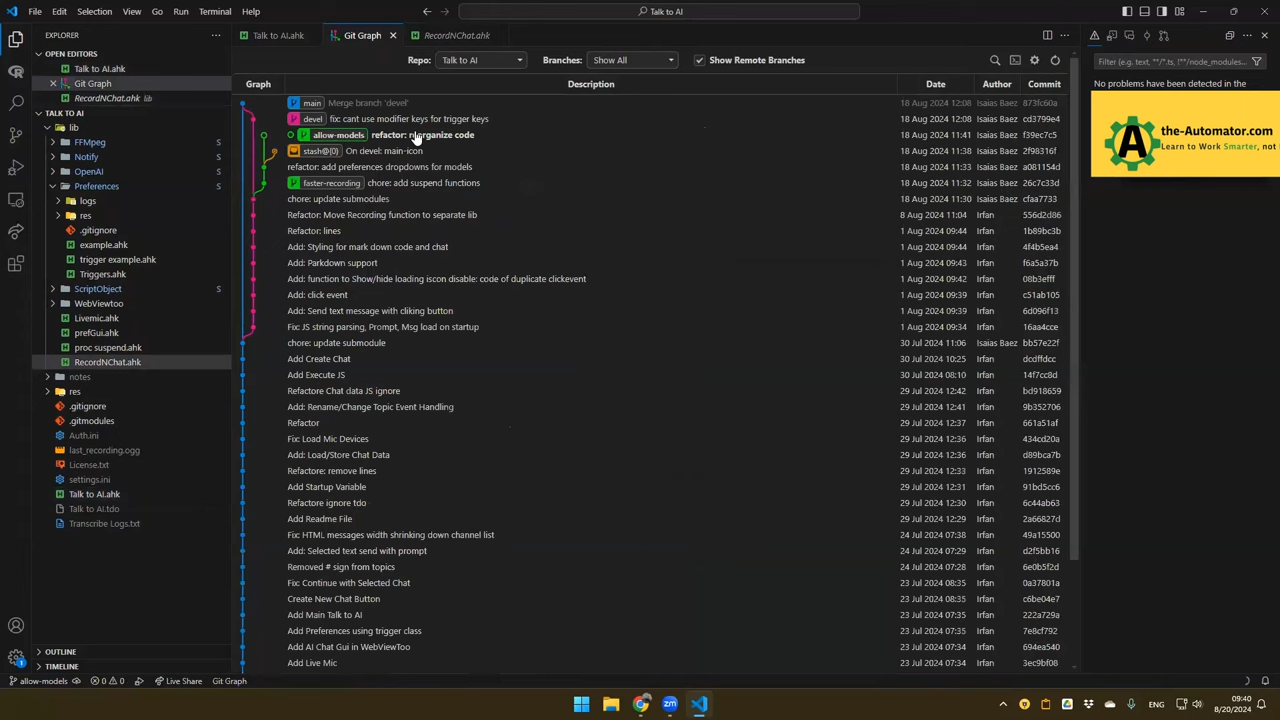 File Edit Selection View Go Run Terminal Help
Talk to AI
EXPLORER
OPEN EDITORS
Talk to AI.ahk
Git Graph
RecordNChat.ahk lib
TALK TO AI
lib
FFMpeg
Notify S
OpenAI S
Preferences S
logs
res
.gitignore
example.ahk
trigger example.ahk
Triggers.ahk
ScriptObject S
WebViewtoo
Livemic.ahk
prefGui.ahk
proc suspend.ahk
RecordNChat.ahk
notes
res
.gitignore
.gitmodules
Auth.ini
last_recording.ogg
License.txt
settings.ini
Talk to AI.ahk
Talk to AI.tdo
Transcribe Logs.txt
OUTLINE
TIMELINE
Talk to AI.ahk Git Graph RecordNChat.ahk
Repo: Talk to AI Branches: Show All Show Remote Branches
Graph Description Date Author Commit
main Merge branch 'devel' 18 Aug 2024 12:08 Isaias Baez 873fc60a
devel fix: cant use modifier keys for trigger keys 18 Aug 2024 12:08 Isaias Baez cd3799e4
allow-models refactor: reorganize code 18 Aug 2024 11:41 Isaias Baez f39ec7c5
stash@{0} On devel: main-icon 18 Aug 2024 11:41 Isaias Baez 2f98316f
refactor: add preferences dropdowns for models 18 Aug 2024 11:33 Isaias Baez a081154d
faster-recording chore: add suspend functions 18 Aug 2024 11:32 Isaias Baez 26c7c33d
chore: update submodules 18 Aug 2024 11:30 Isaias Baez cfaa7733
Refactor: Move Recording function to separate lib 8 Aug 2024 11:04 Irfan 556d2d86
Refactor: lines 1 Aug 2024 09:44 Irfan 1b89bc3b
Add: Styling for mark down code and chat 1 Aug 2024 09:44 Irfan 4f4b5ea4
Add: Parkdown support 1 Aug 2024 09:43 Irfan f6a5a37b
Add: function to Show/hide loading iscon disable: code of duplicate clickevent 1 Aug 2024 09:42 Irfan 08b3efff
Add: click event 1 Aug 2024 09:39 Irfan c51ab105
Add: Send text message with cliking button 1 Aug 2024 09:39 Irfan 6d096f13
Fix: JS string parsing, Prompt, Msg load on startup 1 Aug 2024 09:34 Irfan 16aa4cce
chore: update submodule 30 Jul 2024 11:06 Isaias Baez bb57e22f
Add Create Chat 30 Jul 2024 10:25 Irfan dcdffdcc
Add Execute JS 30 Jul 2024 08:10 Irfan 14f7cc8d
Refactore Chat data JS ignore 29 Jul 2024 12:42 Irfan bd918659
Add: Rename/Change Topic Event Handling 29 Jul 2024 12:41 Irfan 9b352706
Refactor 29 Jul 2024 12:37 Irfan 661a51af
Fix: Load Mic Devices 29 Jul 2024 12:36 Irfan 434cd20a
Add: Load/Store Chat Data 29 Jul 2024 12:36 Irfan d89bca7b
Refactore: remove lines 29 Jul 2024 12:33 Irfan 1912589e
Add Startup Variable 29 Jul 2024 12:31 Irfan 91bd5cc6
Refactore ignore tdo 29 Jul 2024 12:30 Irfan 6c44ab63
Add Readme File 29 Jul 2024 12:29 Irfan 2a66827d
Fix: HTML messages width shrinking down channel list 24 Jul 2024 07:38 Irfan 49a15500
Add: Selected text send with prompt 24 Jul 2024 07:29 Irfan d2f5bb16
Removed # sign from topics 24 Jul 2024 07:28 Irfan 6e0b5f2d
Fix: Continue with Selected Chat 23 Jul 2024 08:35 Irfan 0a37801a
Create New Chat Button 23 Jul 2024 08:35 Irfan c6be04e7
Add Main Talk to AI 23 Jul 2024 07:35 Irfan 222a729a
Add Preferences using trigger class 23 Jul 2024 07:35 Irfan 7e8cf792
Add AI Chat Gui in WebViewToo 23 Jul 2024 07:34 Irfan 694ea540
Add Live Mic 23 Jul 2024 07:34 Irfan 3ec9bf08
Filter (e.g. text, **/*.ts, !**/node_modules...
No problems have been detected in the
the-Automator.com
Learn to Work Smarter, not
A
allow-models 0 0 Live Share Git Graph
ENG 09:40
8/20/2024
1